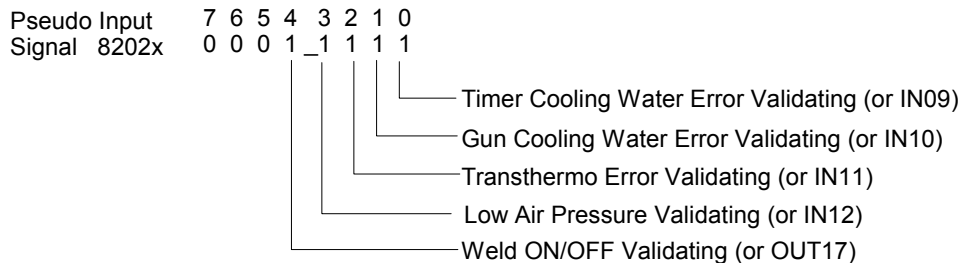 Pseudo Input 7 6 5 4 3 2 1 0
Signal 8202x 0 0 0 1 _1 1 1 1
Timer Cooling Water Error Validating (or IN09)
Gun Cooling Water Error Validating (or IN10)
Transthermo Error Validating (or IN11)
Low Air Pressure Validating (or IN12)
Weld ON/OFF Validating (or OUT17)